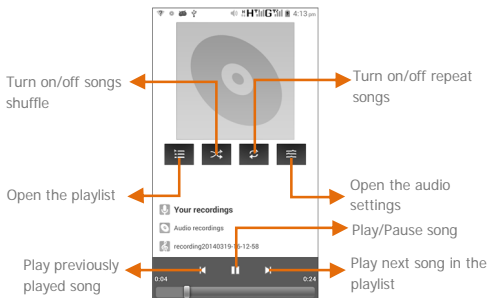 H G 4:13 pm
Turn on/off songs
shuffle
Turn on/off repeat
songs
Open the playlist
Open the audio
settings
Your recordings
Audio recordings
recording20140319-16-12-58
Play/Pause song
Play previously
played song
Play next song in the
playlist
0:04
0:24